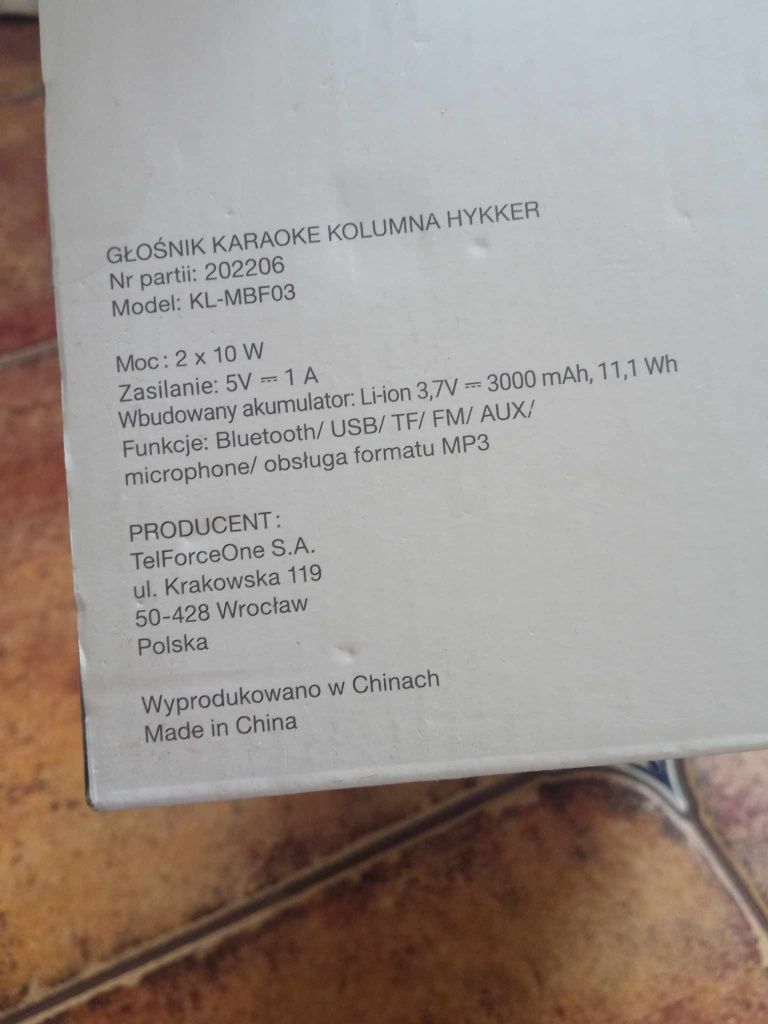 GŁOŚNIK KARAOKE KOLUMNA HYKKER
Nr partii: 202206
Model: KL-MBF03
Moc: 2 x 10 W
Zasilanie: 5V ⎓ 1 A
Wbudowany akumulator: Li-ion 3,7V ⎓ 3000 mAh, 11,1 Wh
Funkcje: Bluetooth/ USB/ TF/ FM/ AUX/
microphone/ obsługa formatu MP3
PRODUCENT:
TelForceOne S.A.
ul. Krakowska 119
50-428 Wrocław
Polska
Wyprodukowano w Chinach
Made in China